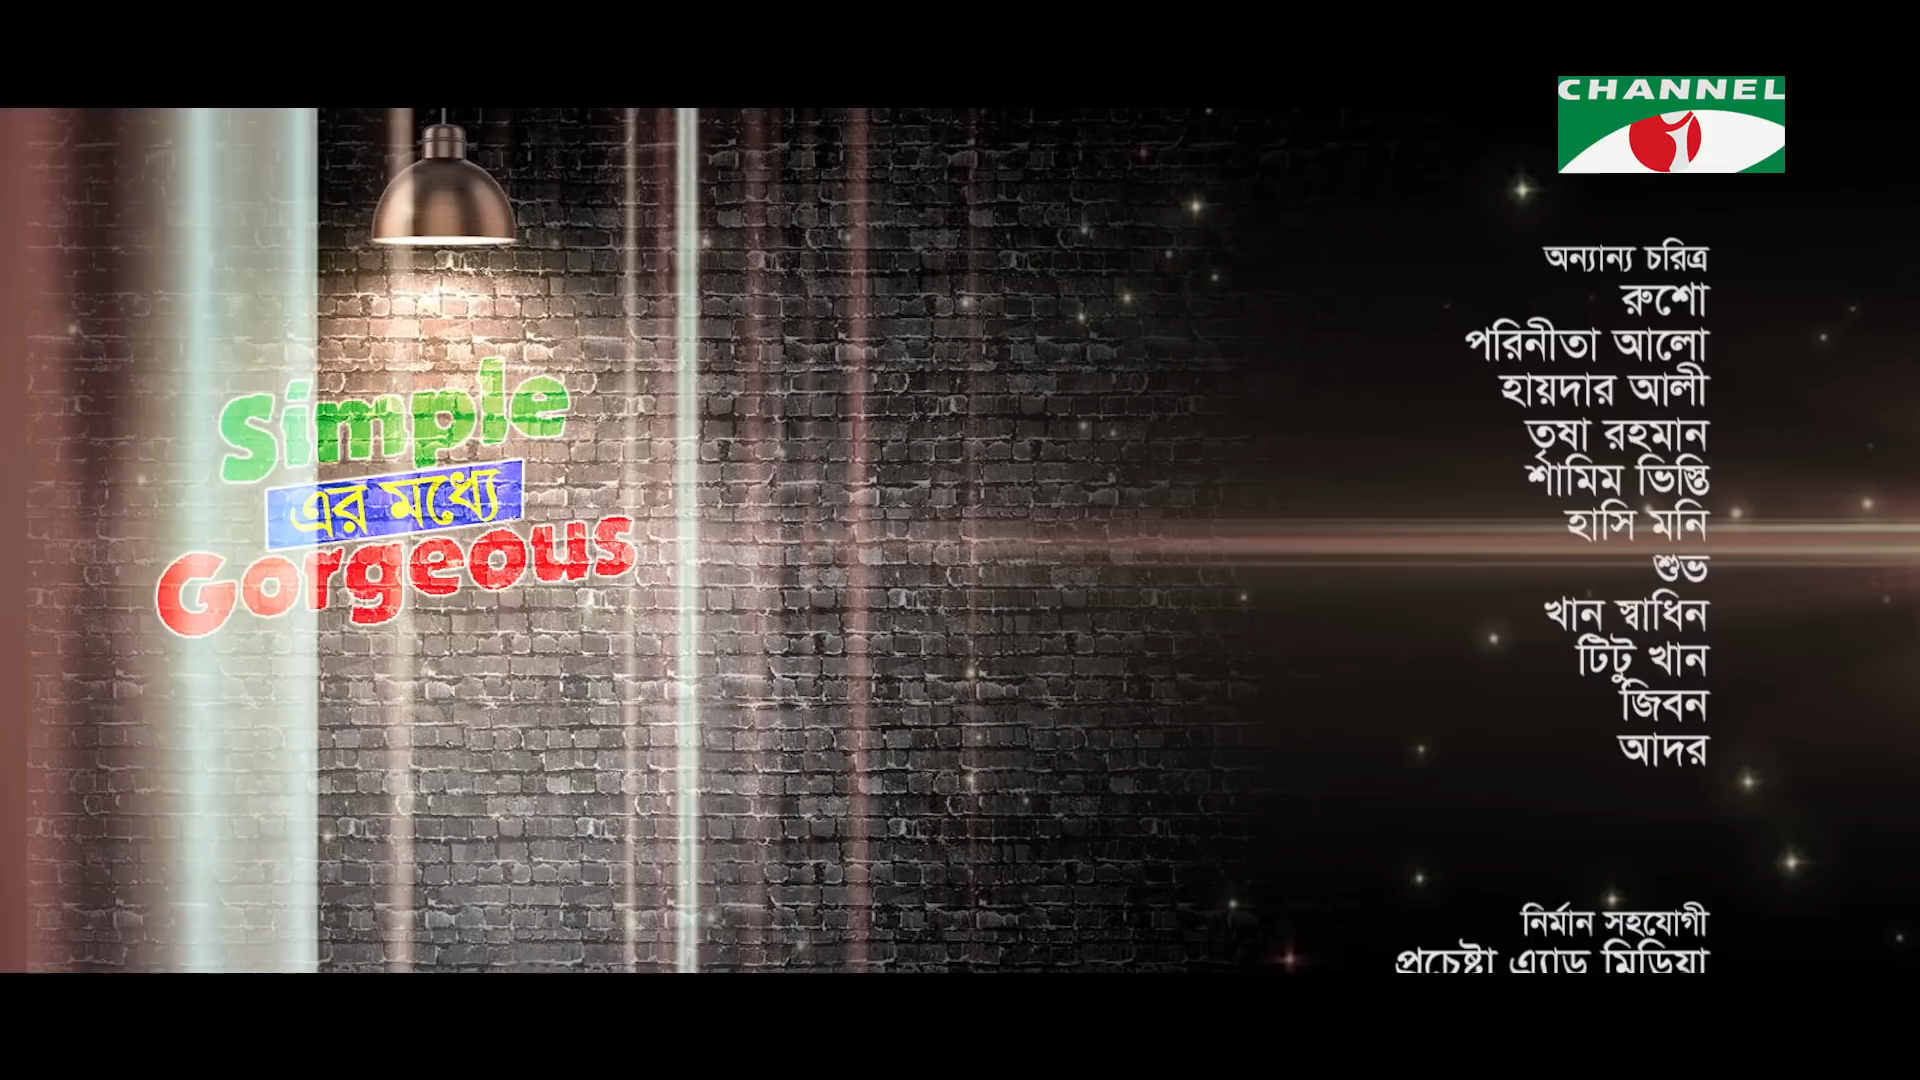 CHANNEL
i
Simple
এর মধ্যে
Gorgeous
অন্যান্য চরিত্র
রুশো
পরিনীতা আলো
হায়দার আলী
তৃষা রহমান
শামিম ভিস্তি
হাসি মনি
শুভ
খান স্বাধিন
টিটু খান
জিবন
আদর
নির্মান সহযোগী
প্রচেষ্টা এ্যাড মিডিয়া